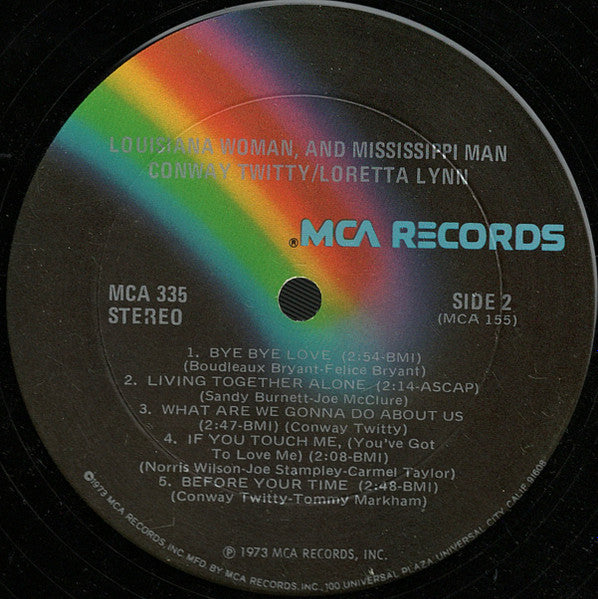 LOUISIANA WOMAN, AND MISSISSIPPI MAN
CONWAY TWITTY/LORETTA LYNN
®MCA RECORDS
MCA 335
STEREO
SIDE 2
(MCA 155)
1. BYE BYE LOVE (2:54-BMI)
(Boudleaux Bryant-Felice Bryant)
2. LIVING TOGETHER ALONE (2:14-ASCAP)
(Sandy Burnett-Joe McClure)
3. WHAT ARE WE GONNA DO ABOUT US
(2:47-BMI) (Conway Twitty)
4. IF YOU TOUCH ME, (You've Got
To Love Me) (2:08-BMI)
(Norris Wilson-Joe Stampley-Carmel Taylor)
5. BEFORE YOUR TIME (2:48-BMI)
(Conway Twitty-Tommy Markham)
℗ 1973 MCA RECORDS, INC.
©1973 MCA RECORDS, INC. MFD. BY MCA RECORDS, INC., 100 UNIVERSAL PLAZA, UNIVERSAL CITY, CALIF. 91608